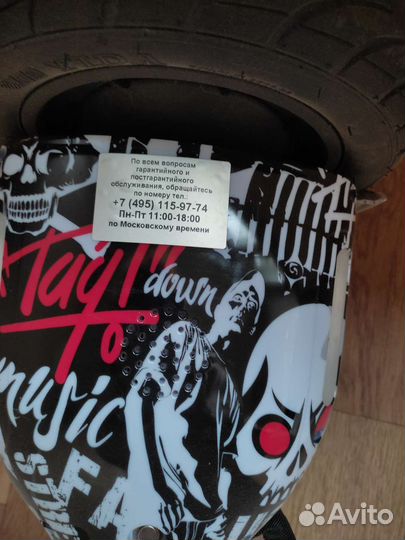 По всем вопросам
гарантийного и
постгарантийного
обслуживания, обращайтесь
по номеру тел.:
+7 (495) 115-97-74
Пн-Пт 11:00-18:00
по Московскому времени
down
music
FA
Avito